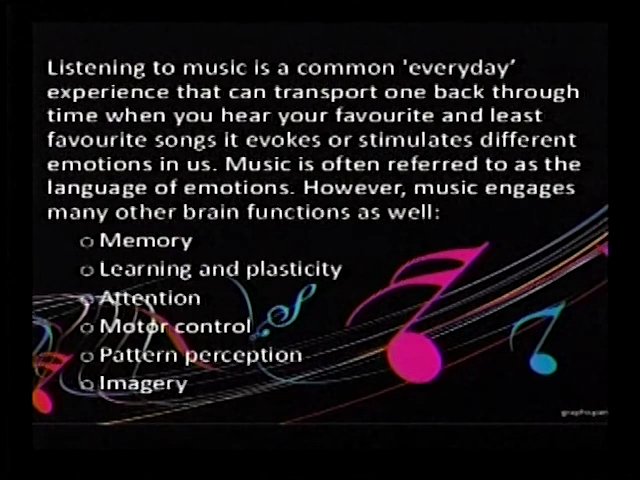 Listening to music is a common 'everyday'
experience that can transport one back through
time when you hear your favourite and least
favourite songs it evokes or stimulates different
emotions in us. Music is often referred to as the
language of emotions. However, music engages
many other brain functions as well:
○ Memory
○ Learning and plasticity
○ Attention
○ Motor control
○ Pattern perception
○ Imagery